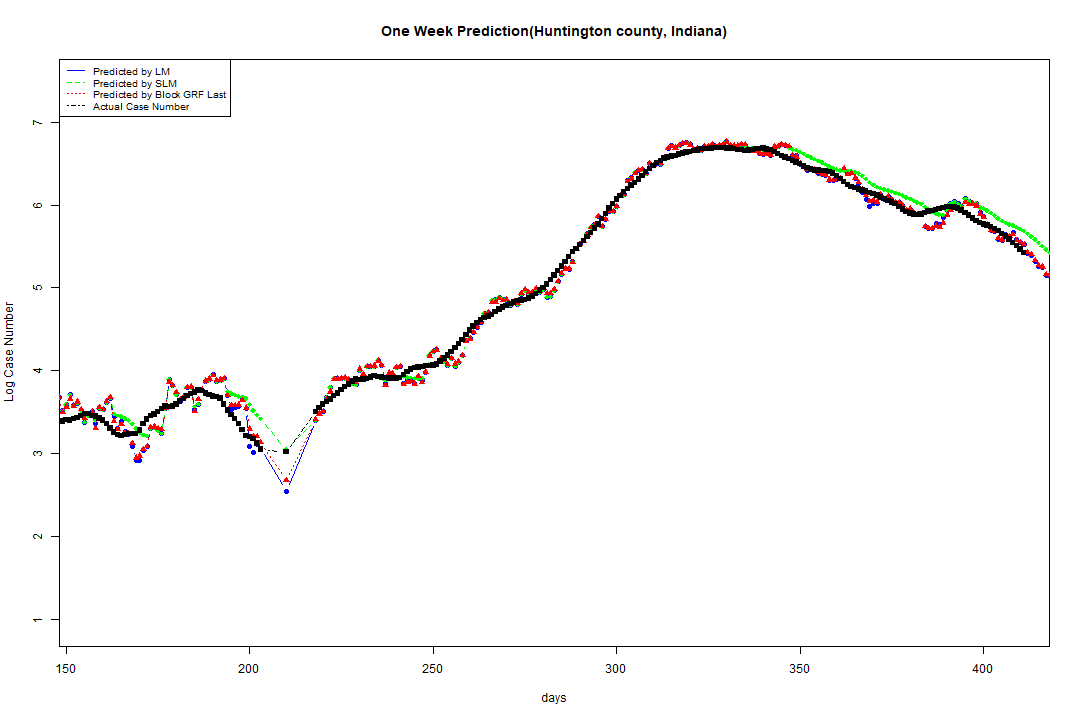 One Week Prediction(Huntington county, Indiana)
Predicted by LM
Predicted by SLM
Predicted by Block GRF Last
Actual Case Number
7
6
5
4
3
2
1
Log Case Number
150 200 250 300 350 400
days